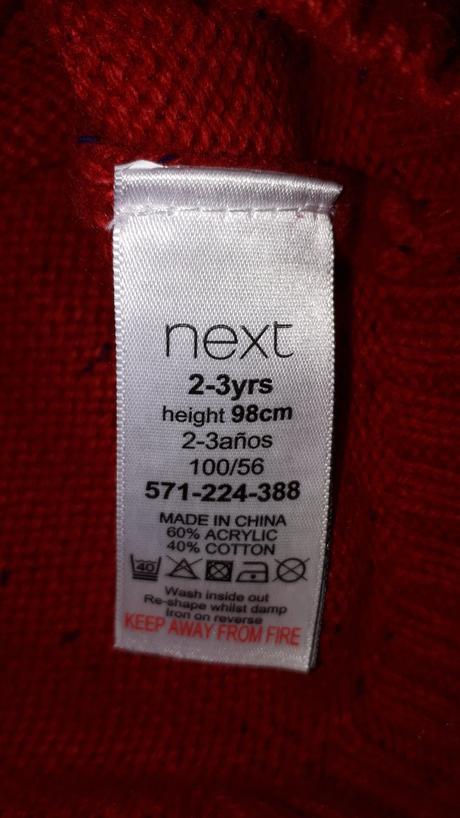 next
2-3yrs
height 98cm
2-3años
100/56
571-224-388
MADE IN CHINA
60% ACRYLIC
40% COTTON
40
Wash inside out
Re-shape whilst damp
Iron on reverse
KEEP AWAY FROM FIRE